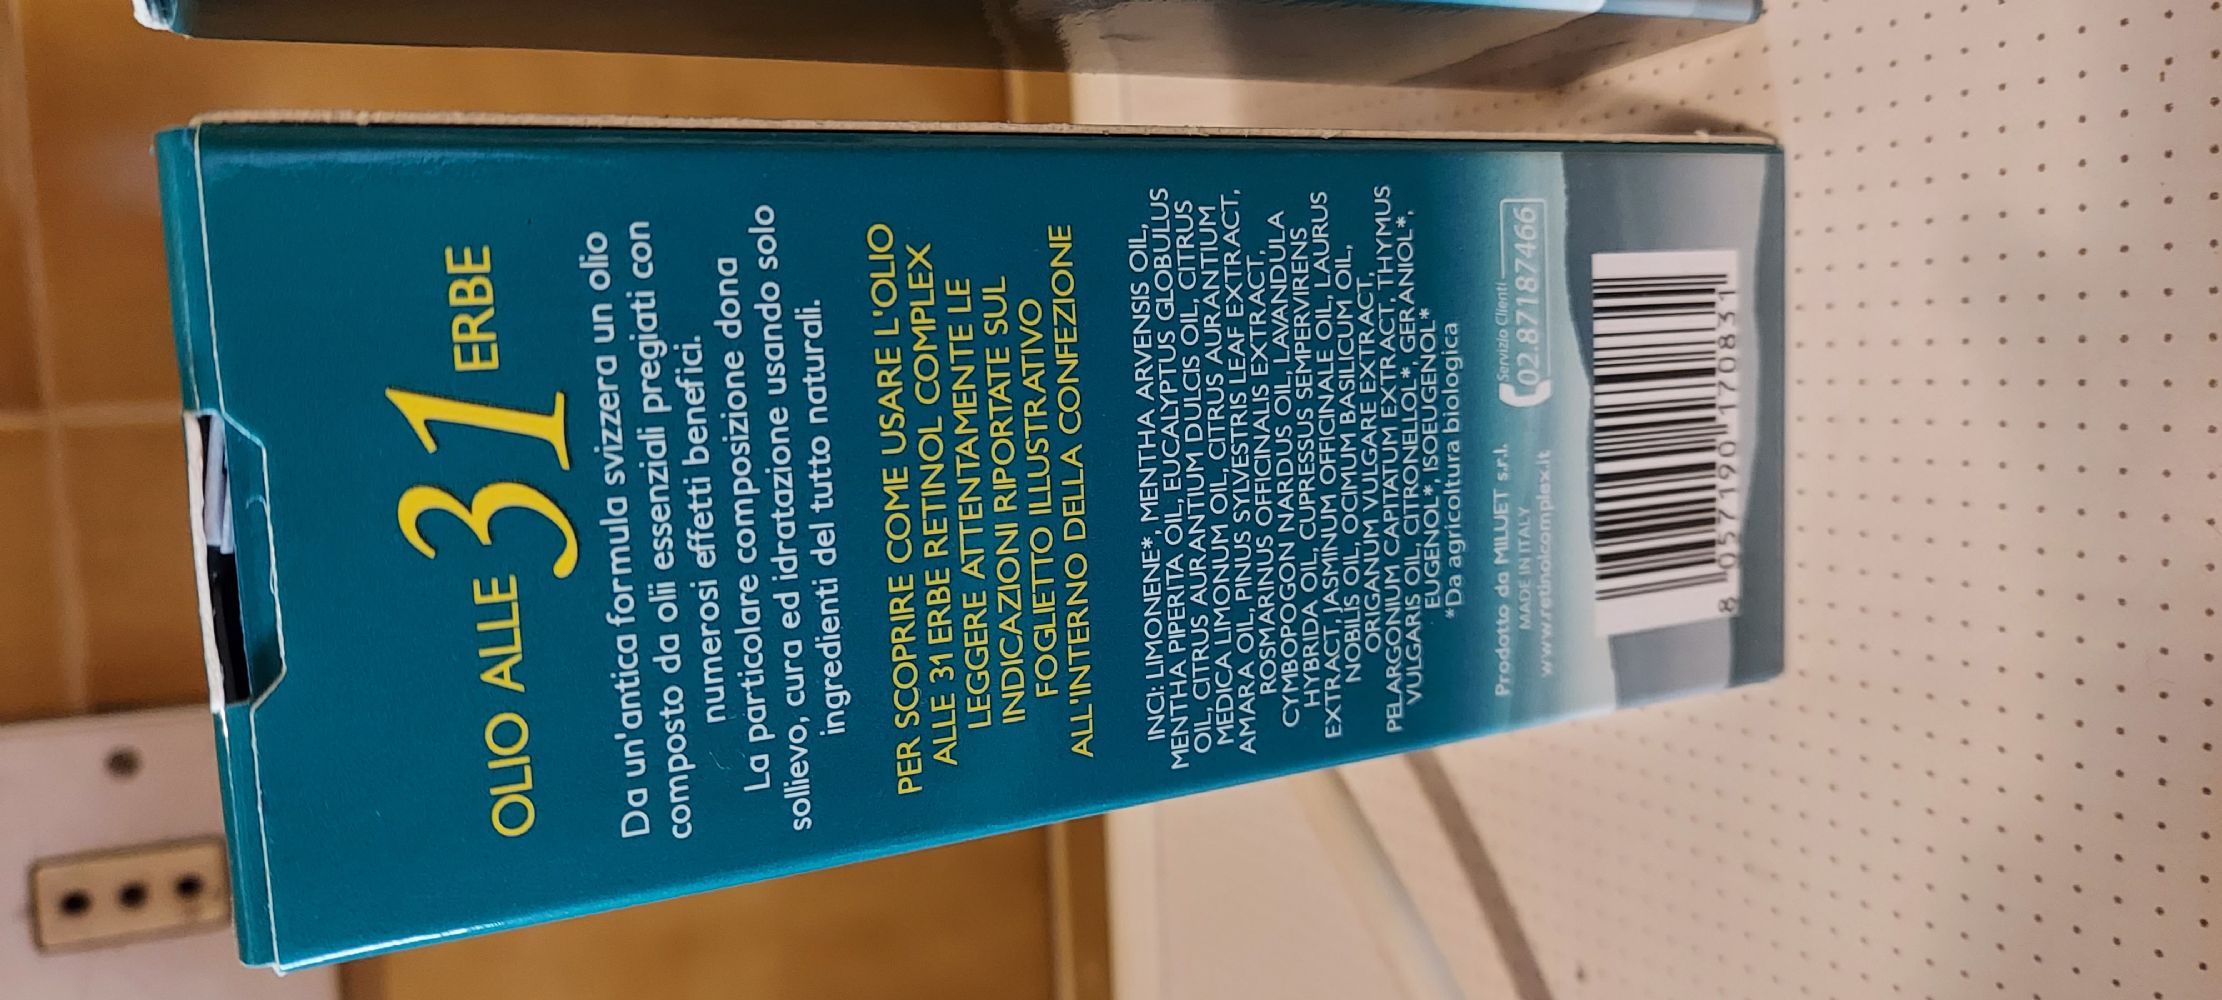 OLIO ALLE 31 ERBE
Da un'antica formula svizzera un olio
composto da olii essenziali pregiati con
numerosi effetti benefici.
La particolare composizione dona
sollievo, cura ed idratazione usando solo
ingredienti del tutto naturali.
PER SCOPRIRE COME USARE L'OLIO
ALLE 31 ERBE RETINOL COMPLEX
LEGGERE ATTENTAMENTE LE
INDICAZIONI RIPORTATE SUL
FOGLIETTO ILLUSTRATIVO
ALL'INTERNO DELLA CONFEZIONE
INCI: LIMONENE*, MENTHA ARVENSIS OIL,
MENTHA PIPERITA OIL, EUCALYPTUS GLOBULUS
OIL, CITRUS AURANTIUM DULCIS OIL, CITRUS
MEDICA LIMONUM OIL, CITRUS AURANTIUM
AMARA OIL, PINUS SYLVESTRIS LEAF EXTRACT,
ROSMARINUS OFFICINALIS EXTRACT,
CYMBOPOGON NARDUS OIL, LAVANDULA
HYBRIDA OIL, CUPRESSUS SEMPERVIRENS
EXTRACT, JASMINUM OFFICINALE OIL, LAURUS
NOBILIS OIL, OCIMUM BASILICUM OIL,
ORIGANUM VULGARE EXTRACT,
PELARGONIUM CAPITATUM EXTRACT, THYMUS
VULGARIS OIL, CITRONELLOL*, GERANIOL*,
EUGENOL*, ISOEUGENOL*
*Da agricoltura biologica
Prodotto da MILUET s.r.l.
MADE IN ITALY
www.retinolcomplex.it
Servizio Clienti
02.87187466
8 057190 170831